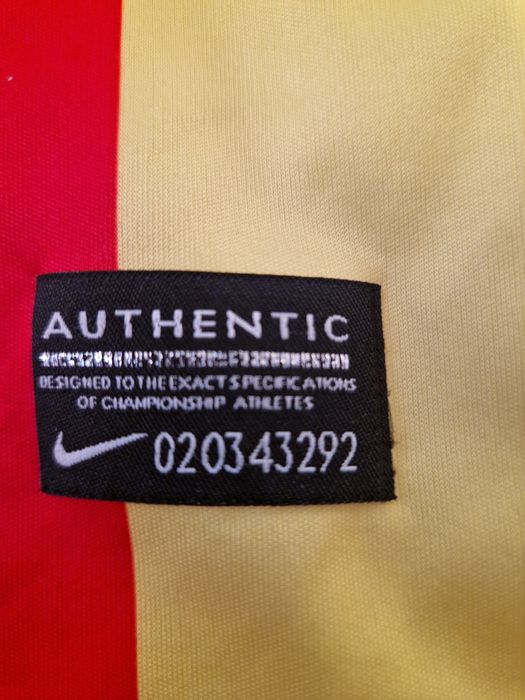 AUTHENTIC
DESIGNED TO THE EXACT SPECIFICATIONS
OF CHAMPIONSHIP ATHLETES
020343292